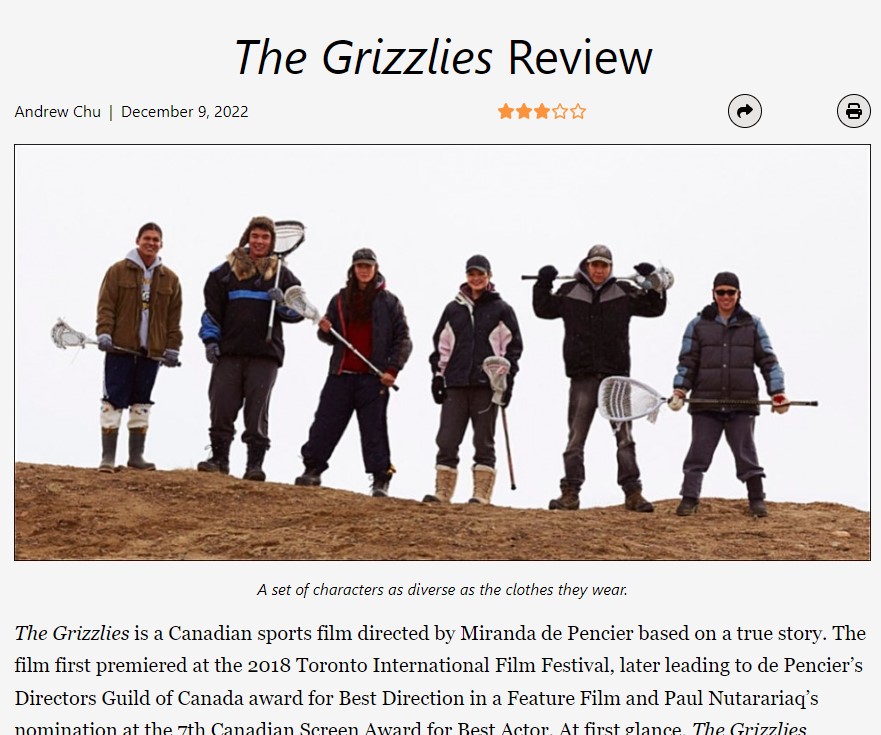 The Grizzlies Review
Andrew Chu | December 9, 2022
A set of characters as diverse as the clothes they wear.
The Grizzlies is a Canadian sports film directed by Miranda de Pencier based on a true story. The
film first premiered at the 2018 Toronto International Film Festival, later leading to de Pencier’s
Directors Guild of Canada award for Best Direction in a Feature Film and Paul Nutarariaq’s
nomination at the 7th Canadian Screen Award for Best Actor. At first glance, The Grizzlies